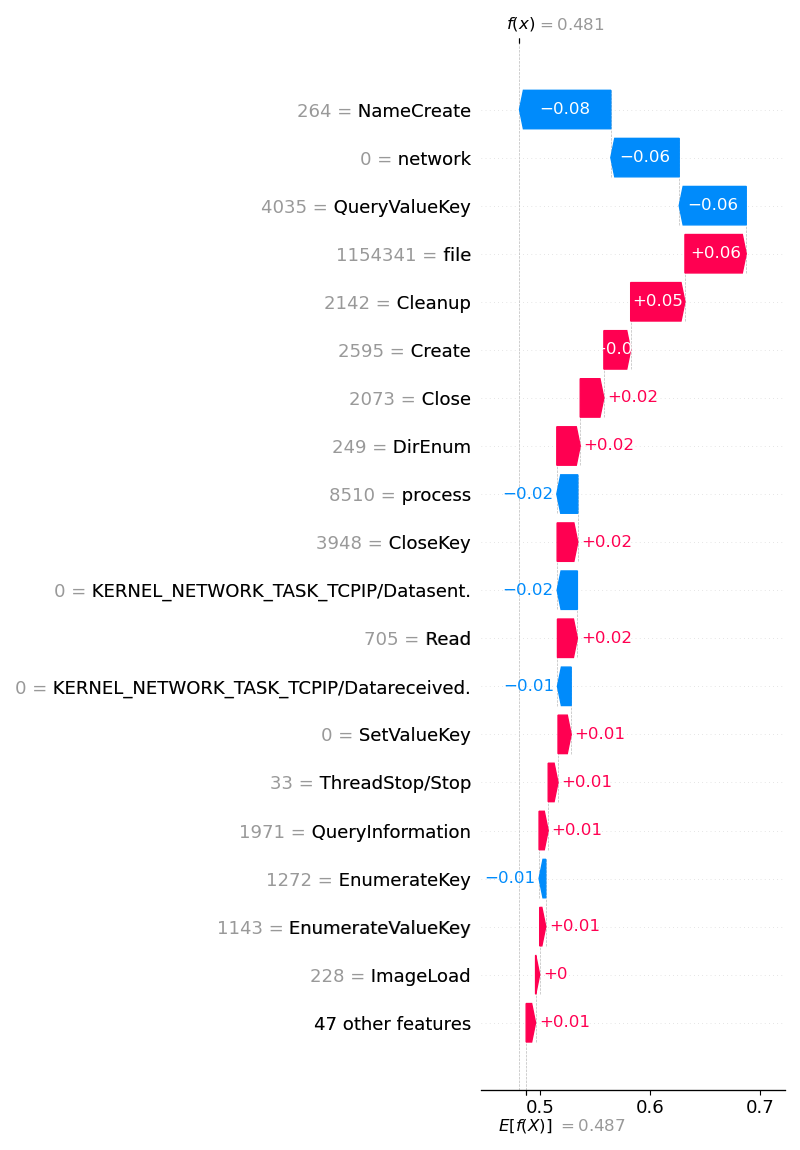 f(x) = 0.481
264 = NameCreate −0.08
0 = network −0.06
4035 = QueryValueKey −0.06
1154341 = file +0.06
2142 = Cleanup +0.05
2595 = Create
2073 = Close +0.02
249 = DirEnum +0.02
8510 = process −0.02
3948 = CloseKey +0.02
0 = KERNEL_NETWORK_TASK_TCPIP/Datasent. −0.02
705 = Read +0.02
0 = KERNEL_NETWORK_TASK_TCPIP/Datareceived. −0.01
0 = SetValueKey +0.01
33 = ThreadStop/Stop +0.01
1971 = QueryInformation +0.01
1272 = EnumerateKey −0.01
1143 = EnumerateValueKey +0.01
228 = ImageLoad +0
47 other features +0.01
0.5 0.6 0.7
E[f(X)] = 0.487